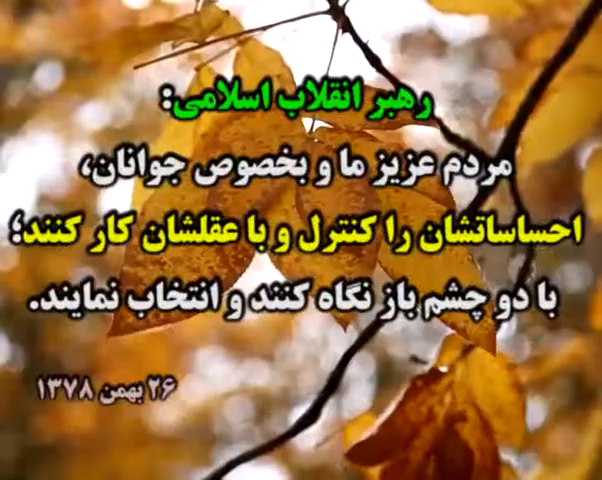 رهبر انقلاب اسلامی:
مردم عزیز ما و بخصوص جوانان،
احساساتشان را کنترل و با عقلشان کار کنند؛
با دو چشم باز نگاه کنند و انتخاب نمایند.
۲۶ بهمن ۱۳۷۸